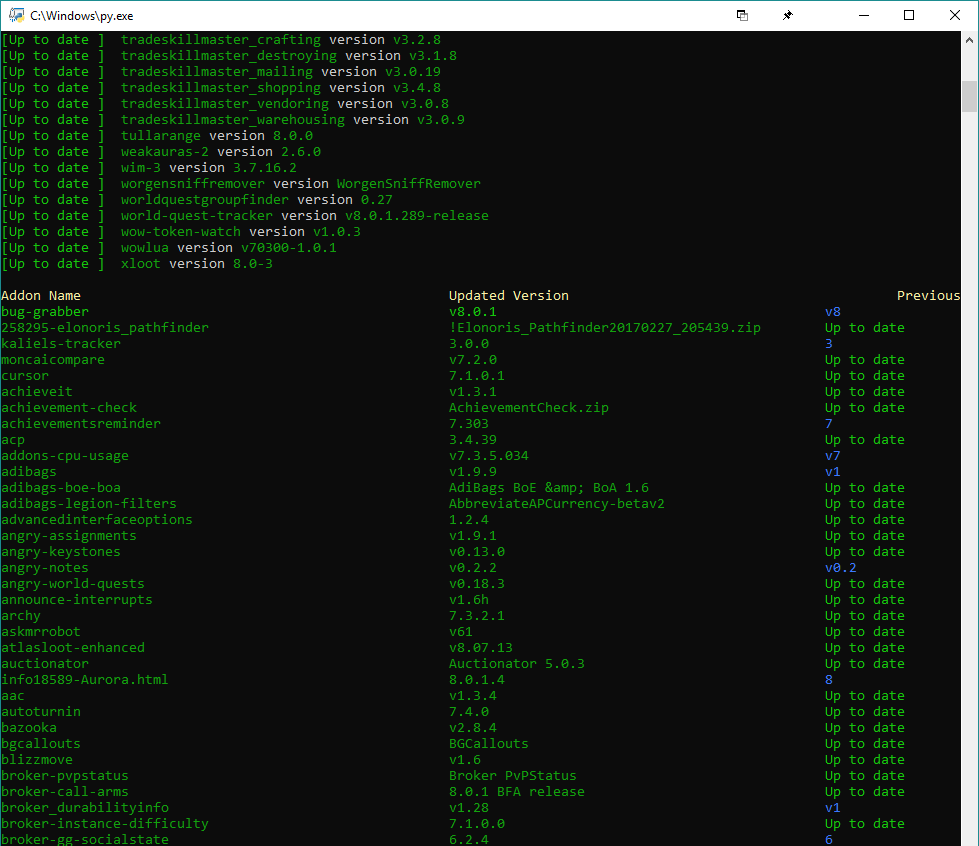 C:\Windows\py.exe
[Up to date ] tradeskillmaster_crafting version v3.2.8
[Up to date ] tradeskillmaster_destroying version v3.1.8
[Up to date ] tradeskillmaster_mailing version v3.0.19
[Up to date ] tradeskillmaster_shopping version v3.4.8
[Up to date ] tradeskillmaster_vendoring version v3.0.8
[Up to date ] tradeskillmaster_warehousing version v3.0.9
[Up to date ] tullarange version 8.0.0
[Up to date ] weakauras-2 version 2.6.0
[Up to date ] wim-3 version 3.7.16.2
[Up to date ] worgensniffremover version WorgenSniffRemover
[Up to date ] worldquestgroupfinder version 0.27
[Up to date ] world-quest-tracker version v8.0.1.289-release
[Up to date ] wow-token-watch version v1.0.3
[Up to date ] wowlua version v70300-1.0.1
[Up to date ] xloot version 8.0-3
Addon Name Updated Version Previous
bug-grabber v8.0.1 v8
258295-elonoris_pathfinder !Elonoris_Pathfinder20170227_205439.zip Up to date
kaliels-tracker 3.0.0 3
moncaicompare v7.2.0 Up to date
cursor 7.1.0.1 Up to date
achieveit v1.3.1 Up to date
achievement-check AchievementCheck.zip Up to date
achievementsreminder 7.303 7
acp 3.4.39 Up to date
addons-cpu-usage v7.3.5.034 v7
adibags v1.9.9 v1
adibags-boe-boa AdiBags BoE &amp; BoA 1.6 Up to date
adibags-legion-filters AbbreviateAPCurrency-betav2 Up to date
advancedinterfaceoptions 1.2.4 Up to date
angry-assignments v1.9.1 Up to date
angry-keystones v0.13.0 Up to date
angry-notes v0.2.2 v0.2
angry-world-quests v0.18.3 Up to date
announce-interrupts v1.6h Up to date
archy 7.3.2.1 Up to date
askmrrobot v61 Up to date
atlasloot-enhanced v8.07.13 Up to date
auctionator Auctionator 5.0.3 Up to date
info18589-Aurora.html 8.0.1.4 8
aac v1.3.4 Up to date
autoturnin 7.4.0 Up to date
bazooka v2.8.4 Up to date
bgcallouts BGCallouts Up to date
blizzmove v1.6 Up to date
broker-pvpstatus Broker PvPStatus Up to date
broker-call-arms 8.0.1 BFA release Up to date
broker_durabilityinfo v1.28 v1
broker-instance-difficulty 7.1.0.0 Up to date
broker-gg-socialstate 6.2.4 6